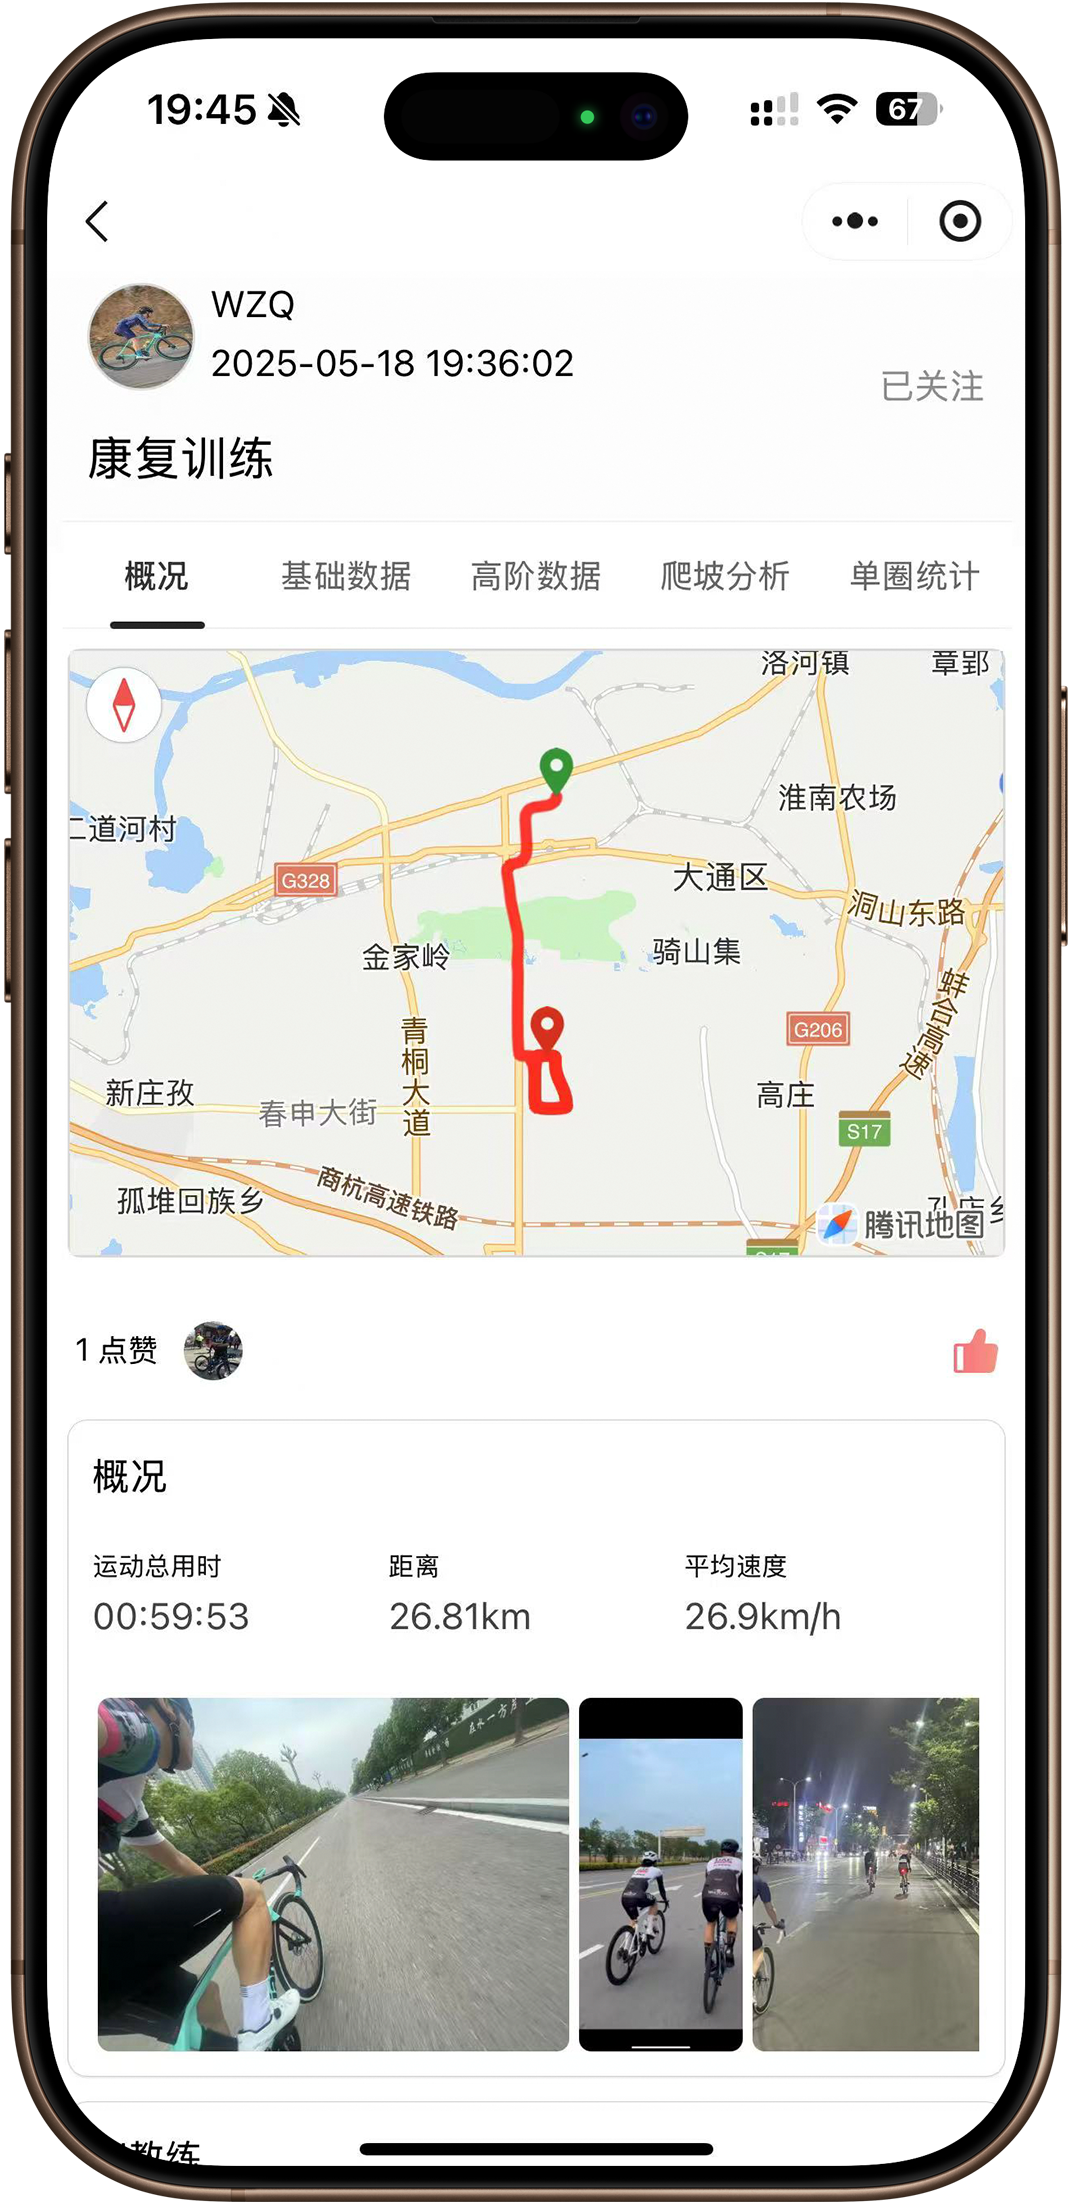 19:45
67
WZQ
2025-05-18 19:36:02
已关注
康复训练
概况
基础数据
高阶数据
爬坡分析
单圈统计
洛河镇
章郢
淮南农场
二道河村
G328
大通区
洞山东路
金家岭
骑山集
蚌合高速
青桐大道
G206
新庄孜
春申大街
高庄
S17
商杭高速铁路
孤堆回族乡
孔店乡
腾讯地图
S17
1 点赞
概况
运动总用时
距离
平均速度
00:59:53
26.81km
26.9km/h
在水一方
教练